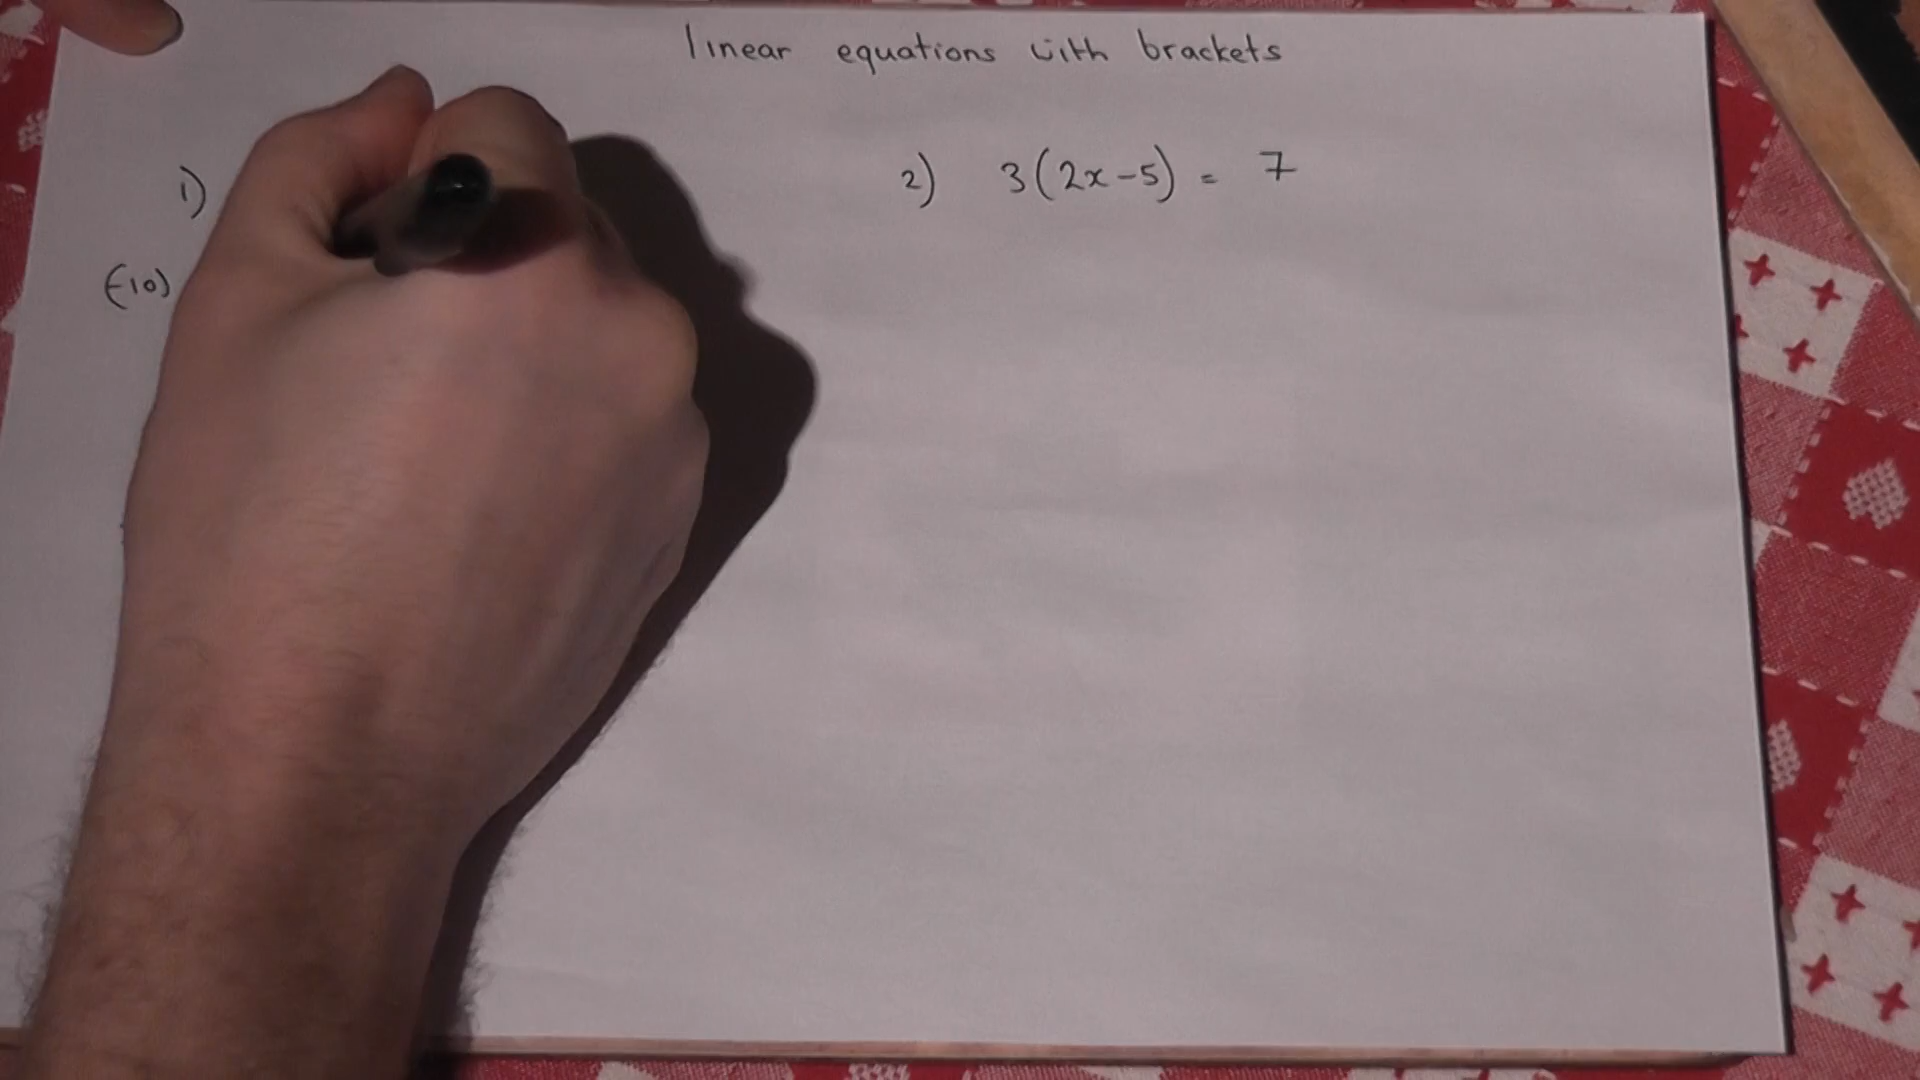 linear equations with brackets
1)
(-10)
2) 3(2x-5) = 7